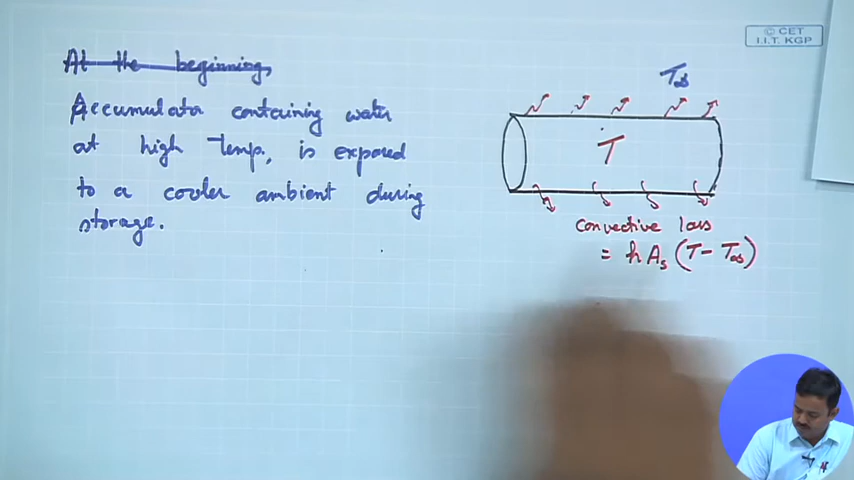 © CET
I.I.T. KGP
At the beginning,
Accumulator containing water
at high Temp., is exposed
to a cooler ambient during
storage.
T∞
T
convective loss
= hAs (T - T∞)